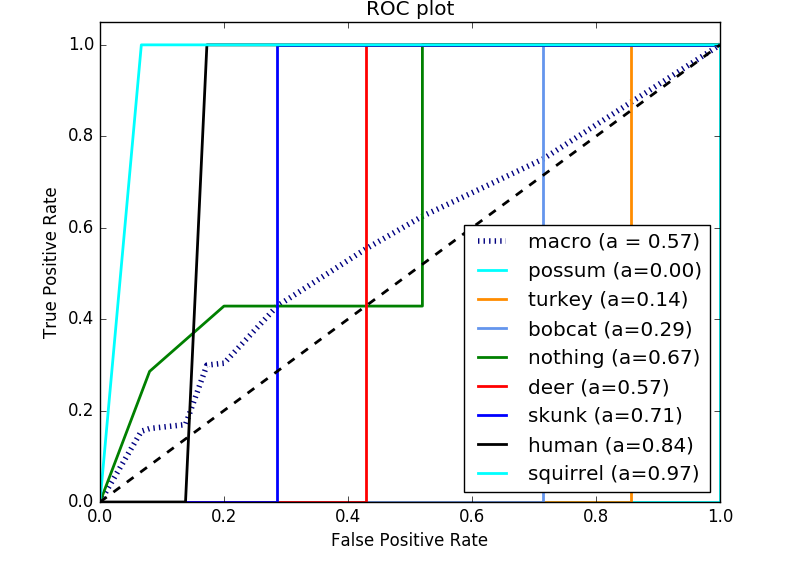 ROC plot
True Positive Rate
1.0
0.8
0.6
0.4
0.2
0.0
macro (a = 0.57)
possum (a=0.00)
turkey (a=0.14)
bobcat (a=0.29)
nothing (a=0.67)
deer (a=0.57)
skunk (a=0.71)
human (a=0.84)
squirrel (a=0.97)
0.0 0.2 0.4 0.6 0.8 1.0
False Positive Rate